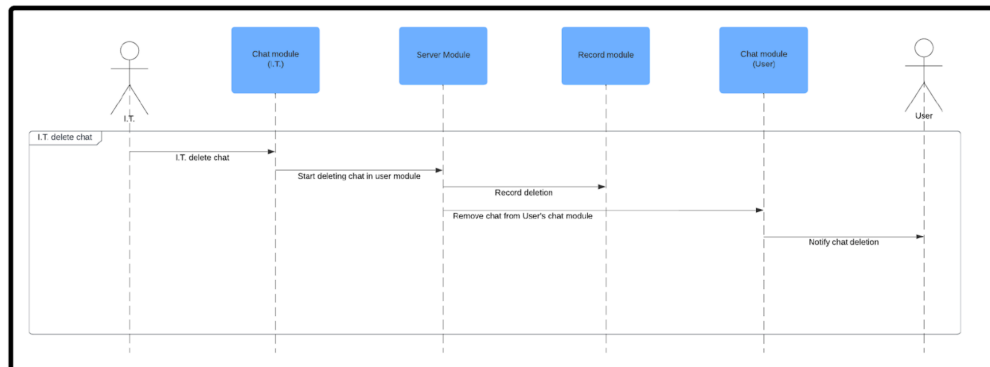 Chat module
(I.T.)
Server Module
Record module
Chat module
(User)
I.T.
User
I.T. delete chat
I.T. delete chat
Start deleting chat in user module
Record deletion
Remove chat from User's chat module
Notify chat deletion